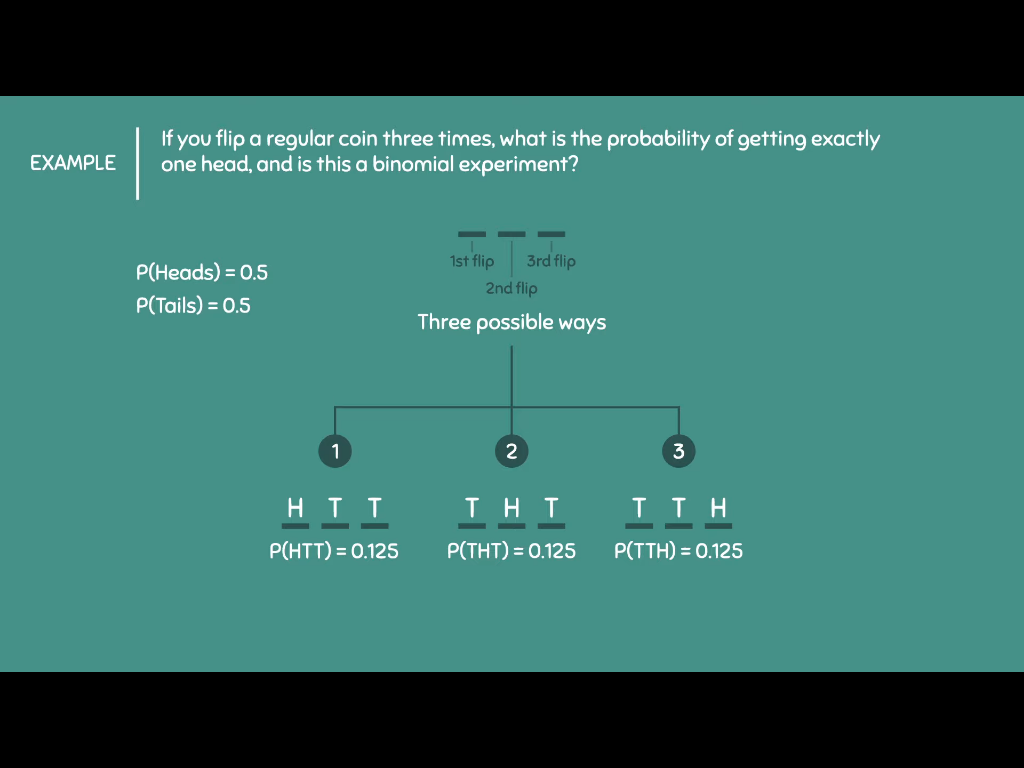 EXAMPLE
If you flip a regular coin three times, what is the probability of getting exactly
one head, and is this a binomial experiment?
P(Heads) = 0.5
P(Tails) = 0.5
1st flip
3rd flip
2nd flip
Three possible ways
1
2
3
H T T
T H T
T T H
P(HTT) = 0.125
P(THT) = 0.125
P(TTH) = 0.125